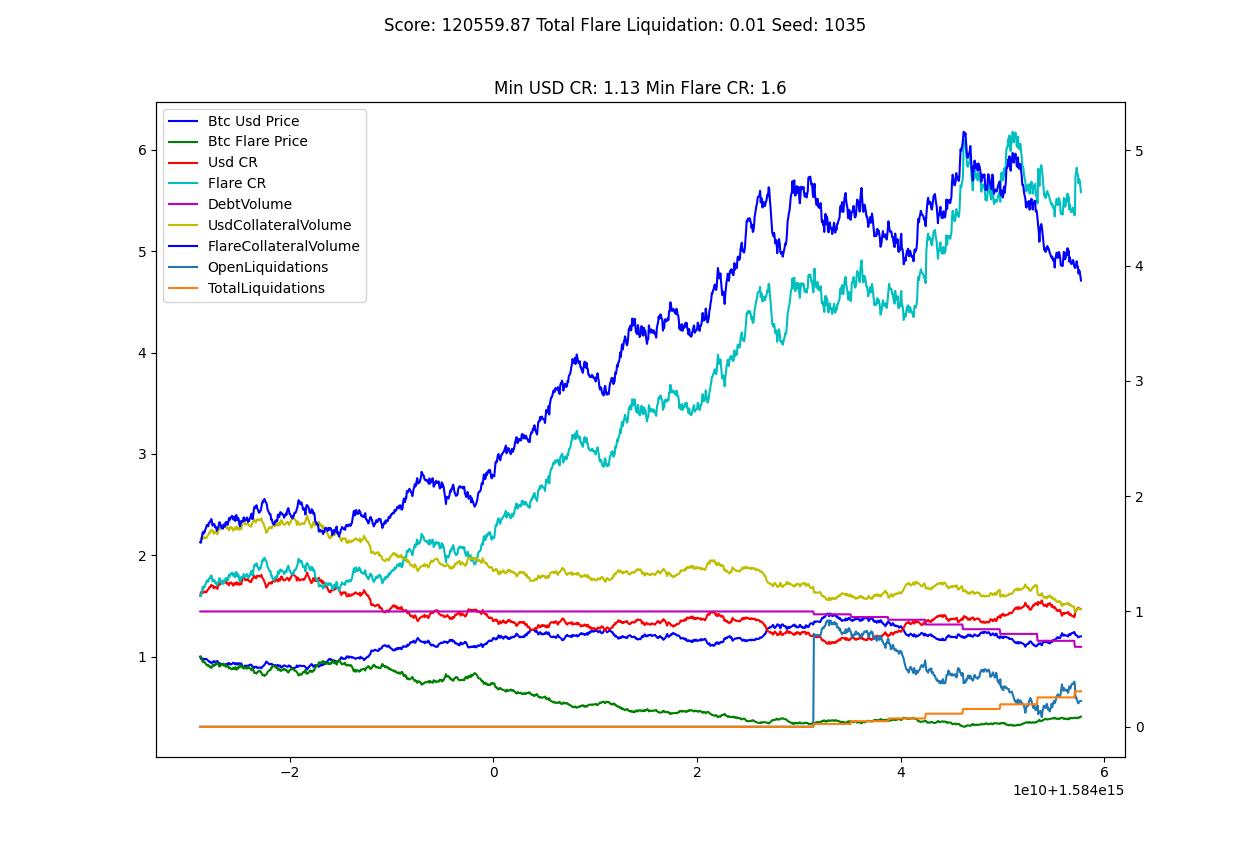 Score: 120559.87 Total Flare Liquidation: 0.01 Seed: 1035
Min USD CR: 1.13 Min Flare CR: 1.6
Btc Usd Price
Btc Flare Price
Usd CR
Flare CR
DebtVolume
UsdCollateralVolume
FlareCollateralVolume
OpenLiquidations
TotalLiquidations
6
5
4
3
2
1
5
4
3
2
1
0
−2
0
2
4
6
1e10+1.584e15